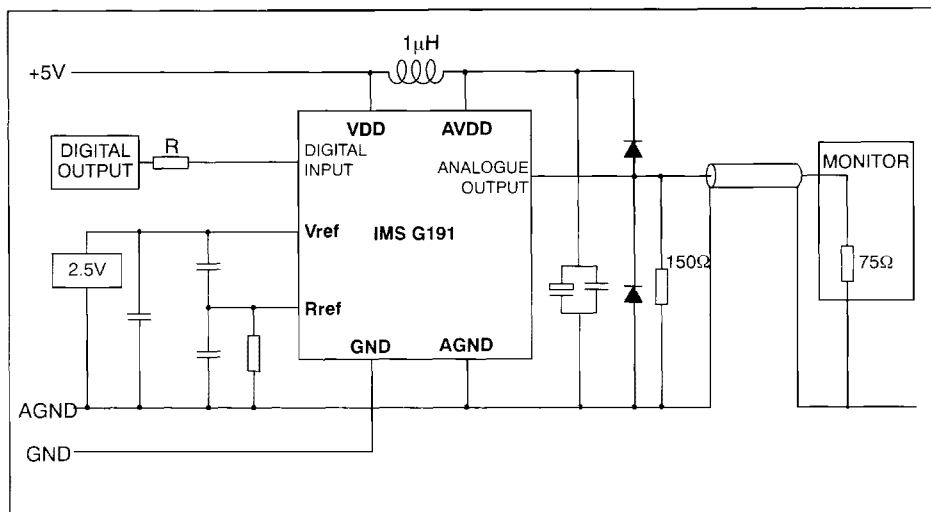 1µH
+5V
VDD
AVDD
DIGITAL
OUTPUT
R
DIGITAL
INPUT
ANALOGUE
OUTPUT
MONITOR
Vref
IMS G191
2.5V
150Ω
75Ω
Rref
GND
AGND
AGND
GND